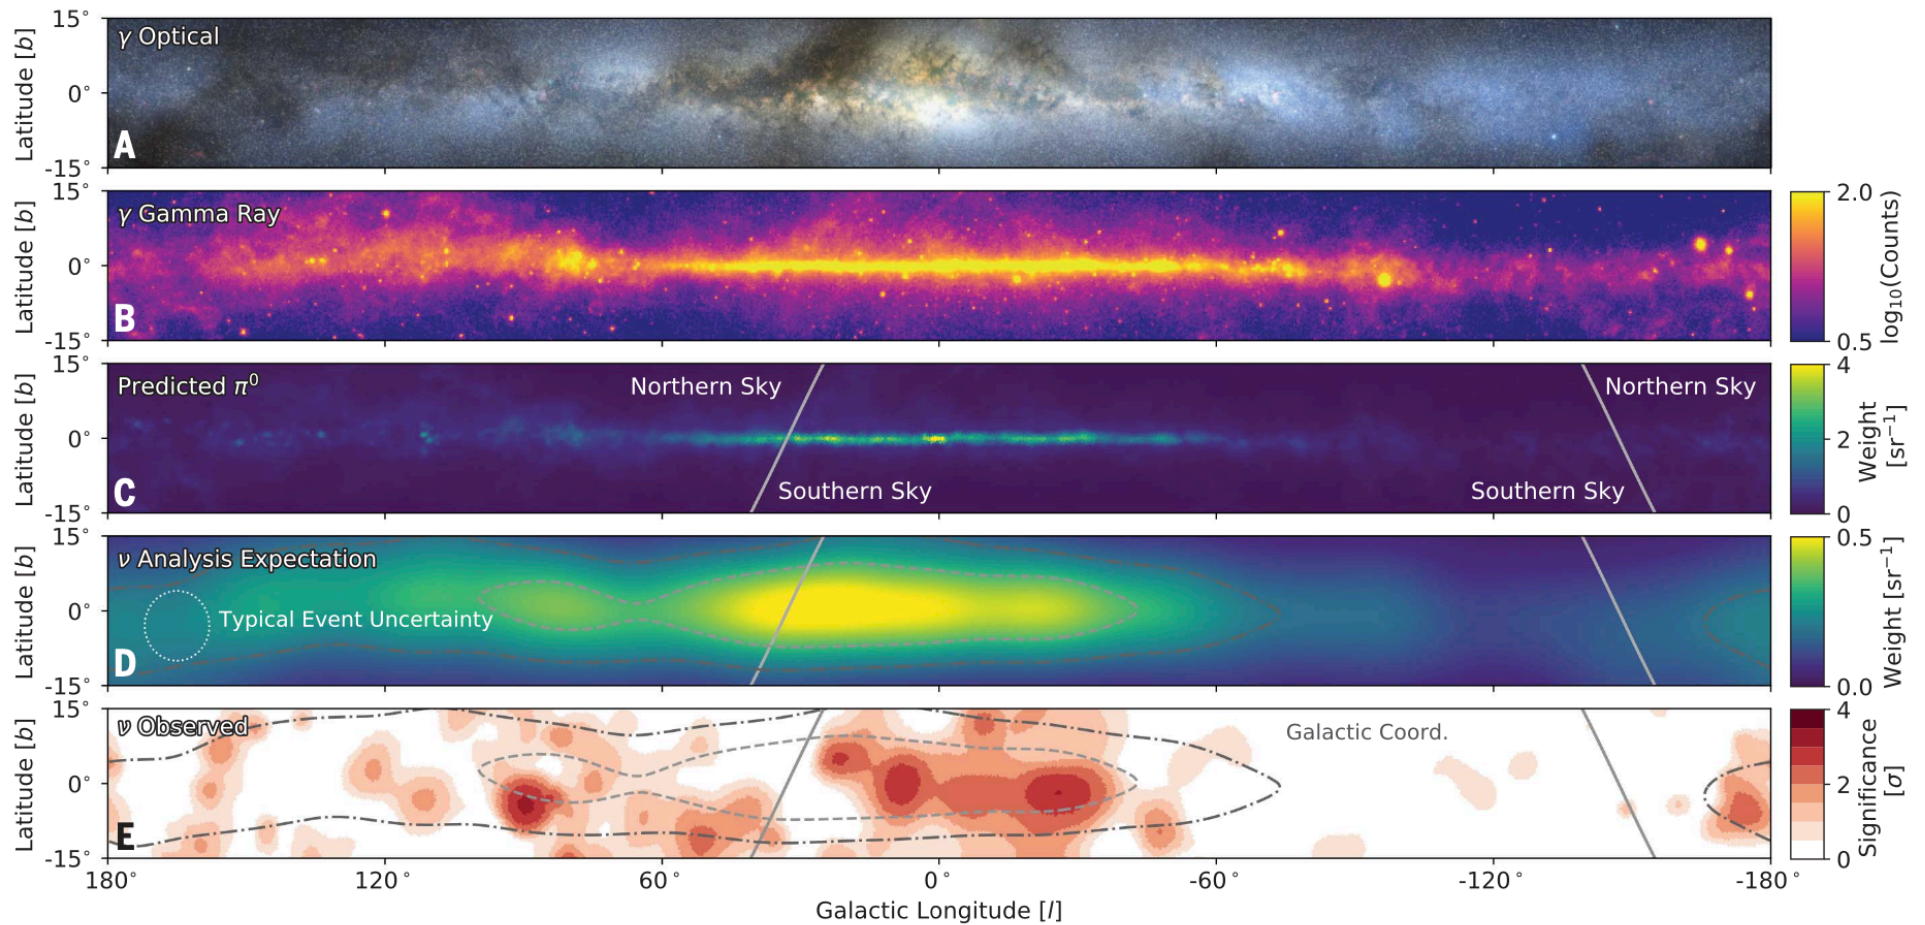 15°
0°
-15°
Latitude [b]
γ Optical
A
15°
0°
-15°
Latitude [b]
γ Gamma Ray
B
2.0
0.5
log₁₀(Counts)
15°
0°
-15°
Latitude [b]
Predicted π⁰
Northern Sky
Northern Sky
Southern Sky
Southern Sky
C
4
2
0
Weight
[sr⁻¹]
15°
0°
-15°
Latitude [b]
ν Analysis Expectation
Typical Event Uncertainty
D
0.5
0.0
Weight [sr⁻¹]
15°
0°
-15°
Latitude [b]
ν Observed
Galactic Coord.
E
4
2
0
Significance
[σ]
180° 120° 60° 0° -60° -120° -180°
Galactic Longitude [l]